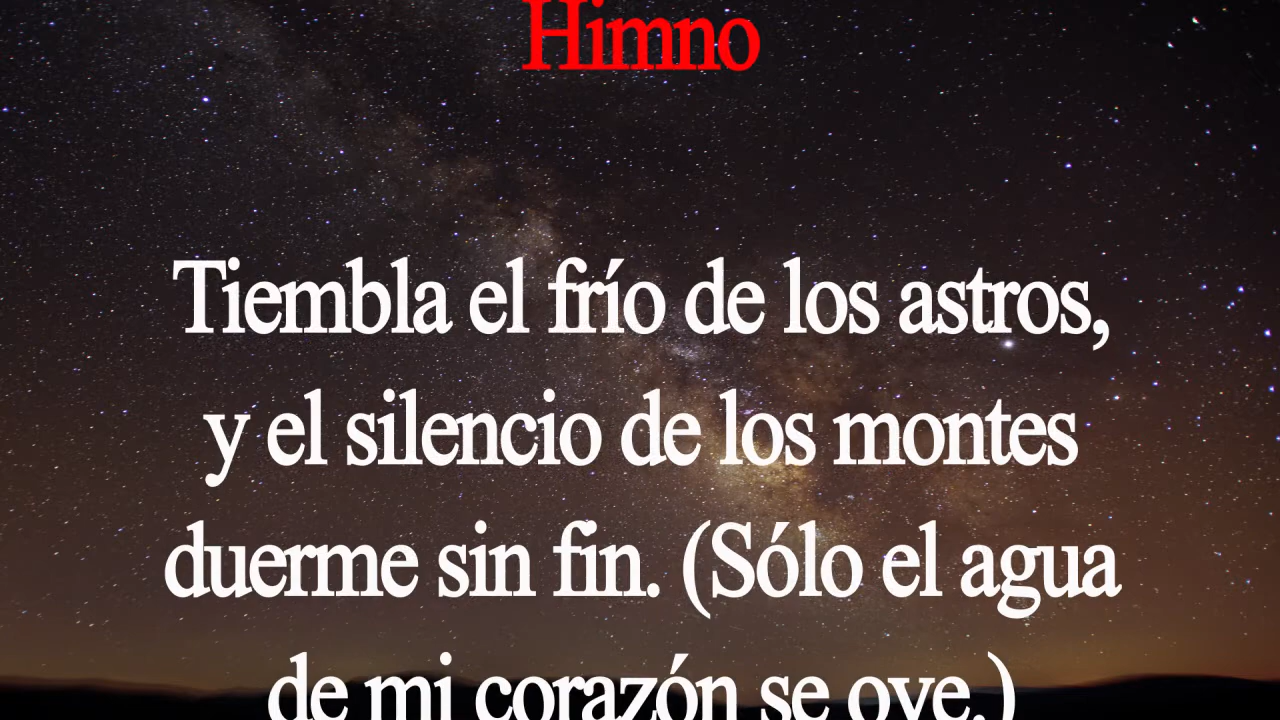 Himno
Tiembla el frío de los astros,
y el silencio de los montes
duerme sin fin. (Sólo el agua
de mi corazón se oye.)